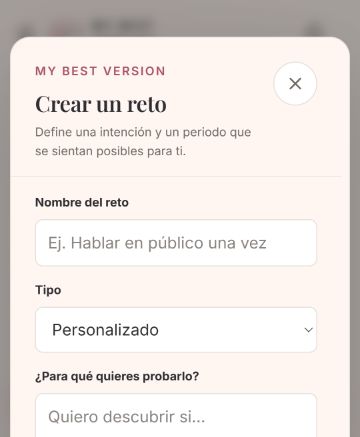 MY BEST VERSION
Crear un reto
Define una intención y un periodo que
se sientan posibles para ti.
Nombre del reto
Ej. Hablar en público una vez
Tipo
Personalizado
¿Para qué quieres probarlo?
Quiero descubrir si...